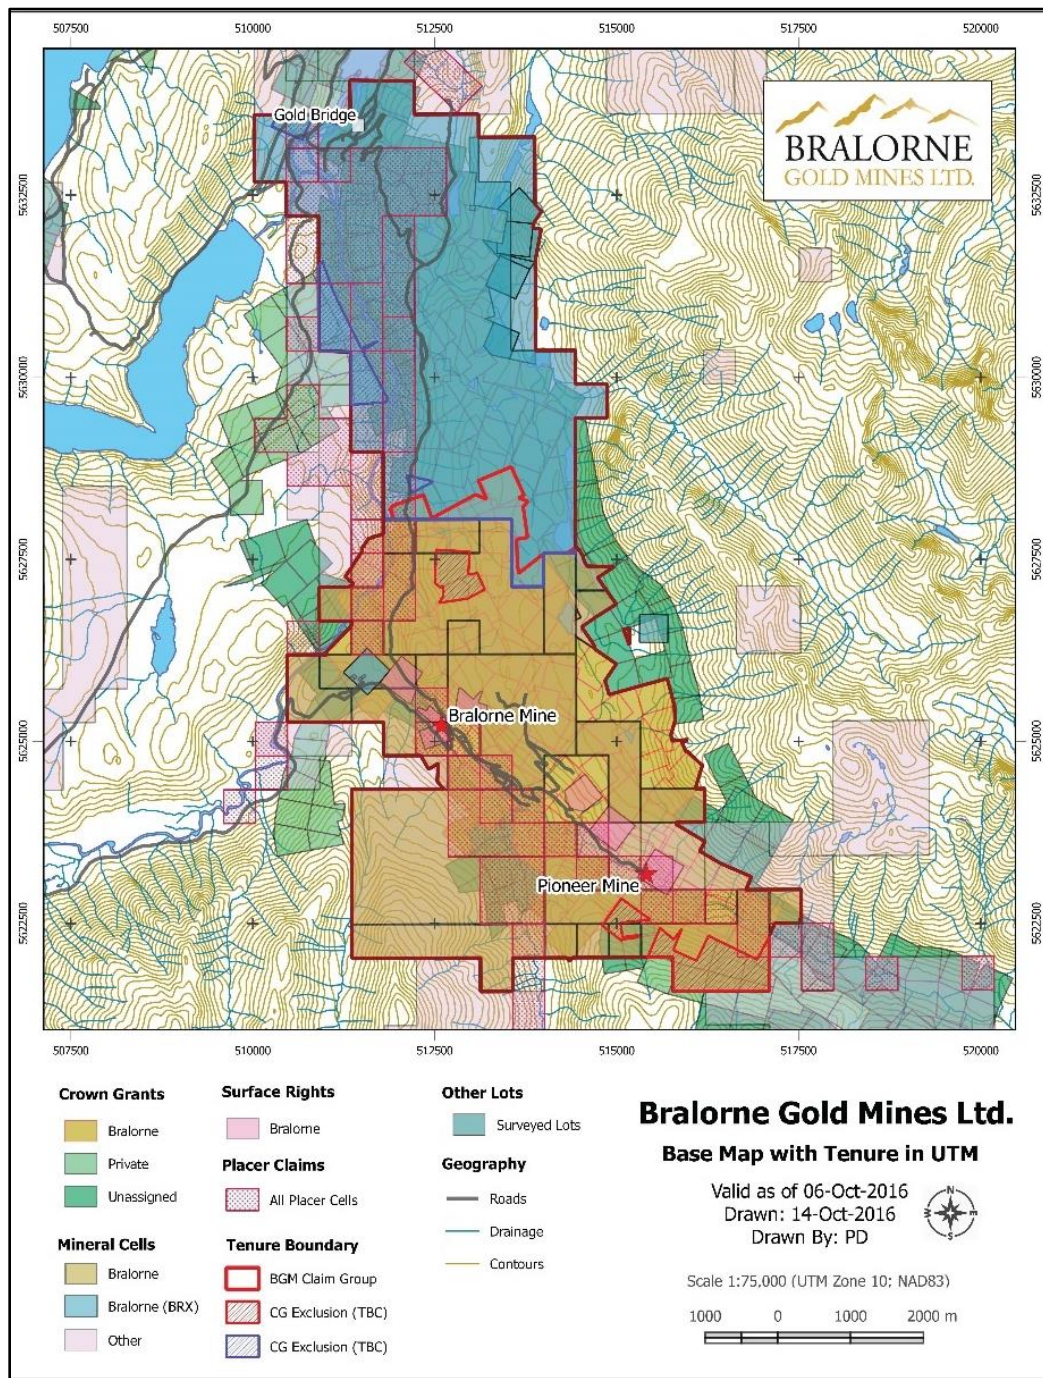 507500 510000 512500 515000 517500 520000
Gold Bridge
BRALORNE
GOLD MINES LTD.
5632500 5632500
5630000 5630000
5627500 5627500
Bralorne Mine
5625000 5625000
Pioneer Mine
5622500 5622500
507500 510000 512500 515000 517500 520000
Crown Grants
Bralorne
Private
Unassigned
Mineral Cells
Bralorne
Bralorne (BRX)
Other
Surface Rights
Bralorne
Placer Claims
All Placer Cells
Tenure Boundary
BGM Claim Group
CG Exclusion (TBC)
CG Exclusion (TBC)
Other Lots
Surveyed Lots
Geography
Roads
Drainage
Contours
Bralorne Gold Mines Ltd.
Base Map with Tenure in UTM
Valid as of 06-Oct-2016
Drawn: 14-Oct-2016
Drawn By: PD
N
W E
S
Scale 1:75,000 (UTM Zone 10; NAD83)
1000 0 1000 2000 m